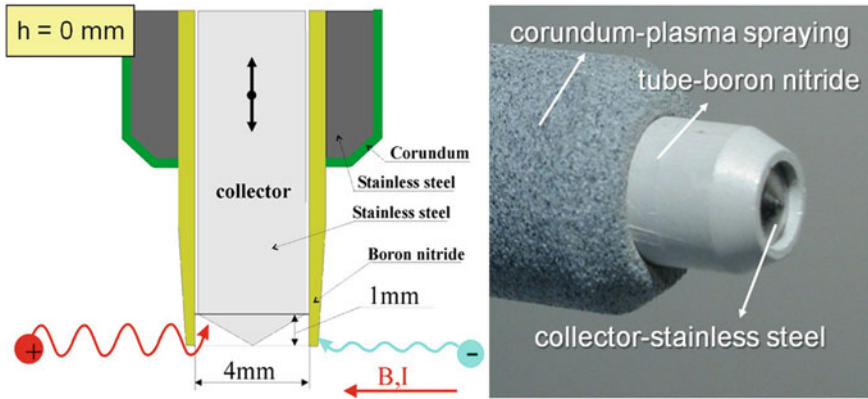 h = 0 mm
Corundum
Stainless steel
collector
Stainless steel
Boron nitride
1mm
+
-
4mm
B,I
corundum-plasma spraying
tube-boron nitride
collector-stainless steel